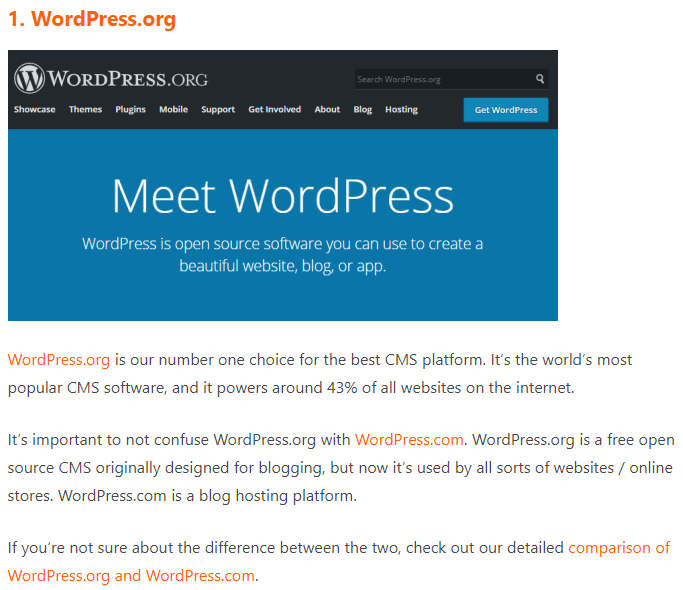 1. WordPress.org
WORDPRESS.ORG
Search WordPress.org
Showcase Themes Plugins Mobile Support Get Involved About Blog Hosting Get WordPress
Meet WordPress
WordPress is open source software you can use to create a
beautiful website, blog, or app.
WordPress.org is our number one choice for the best CMS platform. It's the world's most
popular CMS software, and it powers around 43% of all websites on the internet.
It's important to not confuse WordPress.org with WordPress.com. WordPress.org is a free open
source CMS originally designed for blogging, but now it's used by all sorts of websites / online
stores. WordPress.com is a blog hosting platform.
If you're not sure about the difference between the two, check out our detailed comparison of
WordPress.org and WordPress.com.